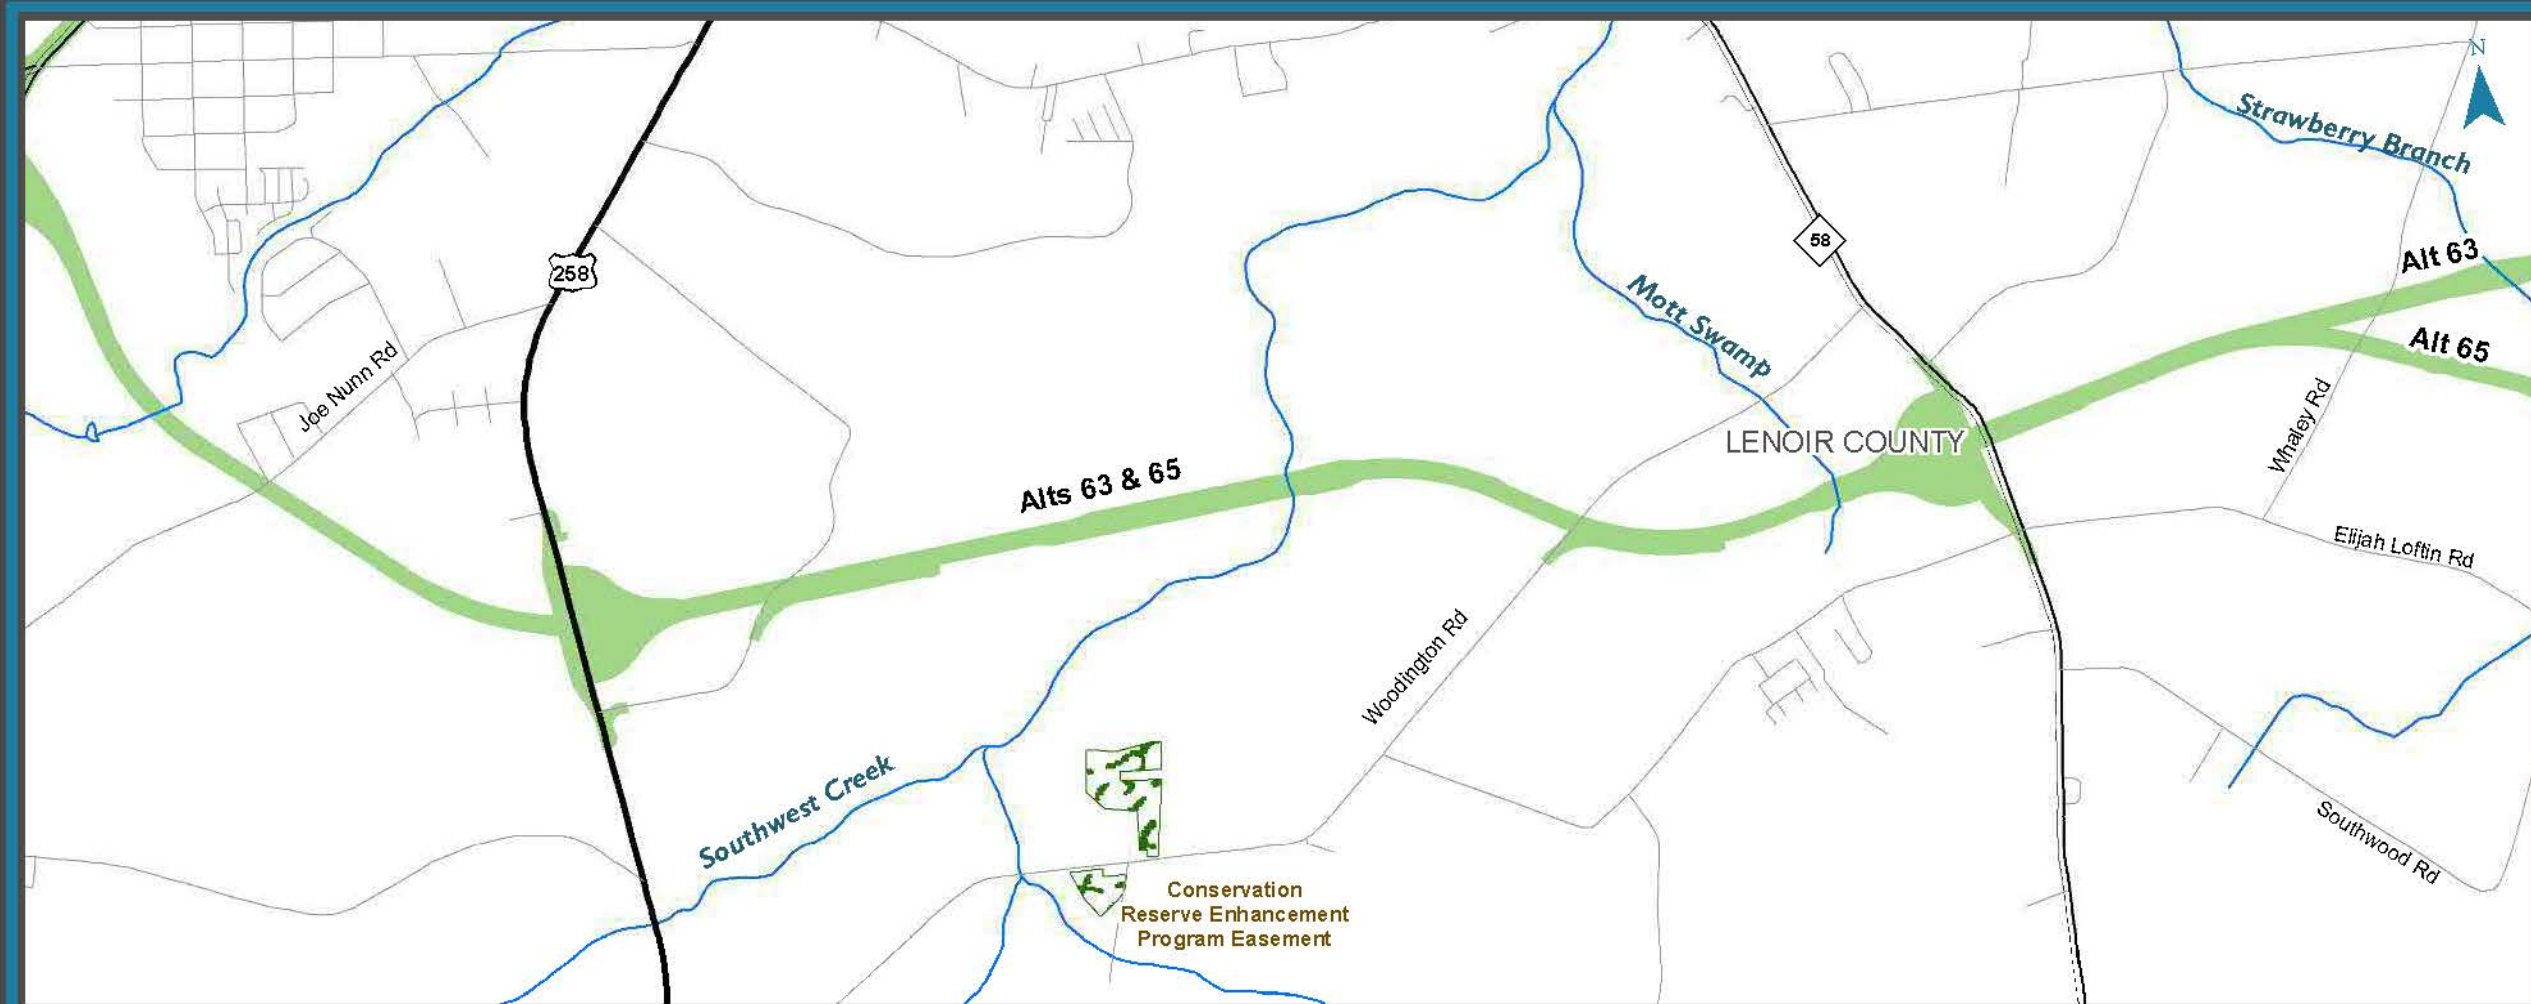 N
Strawberry Branch
58
Alt 63
258
Mott Swamp
Alt 65
Joe Nunn Rd
LENOIR COUNTY
Whaley Rd
Alts 63 & 65
Elijah Loftin Rd
Woodington Rd
Southwest Creek
Southwood Rd
Conservation
Reserve Enhancement
Program Easement